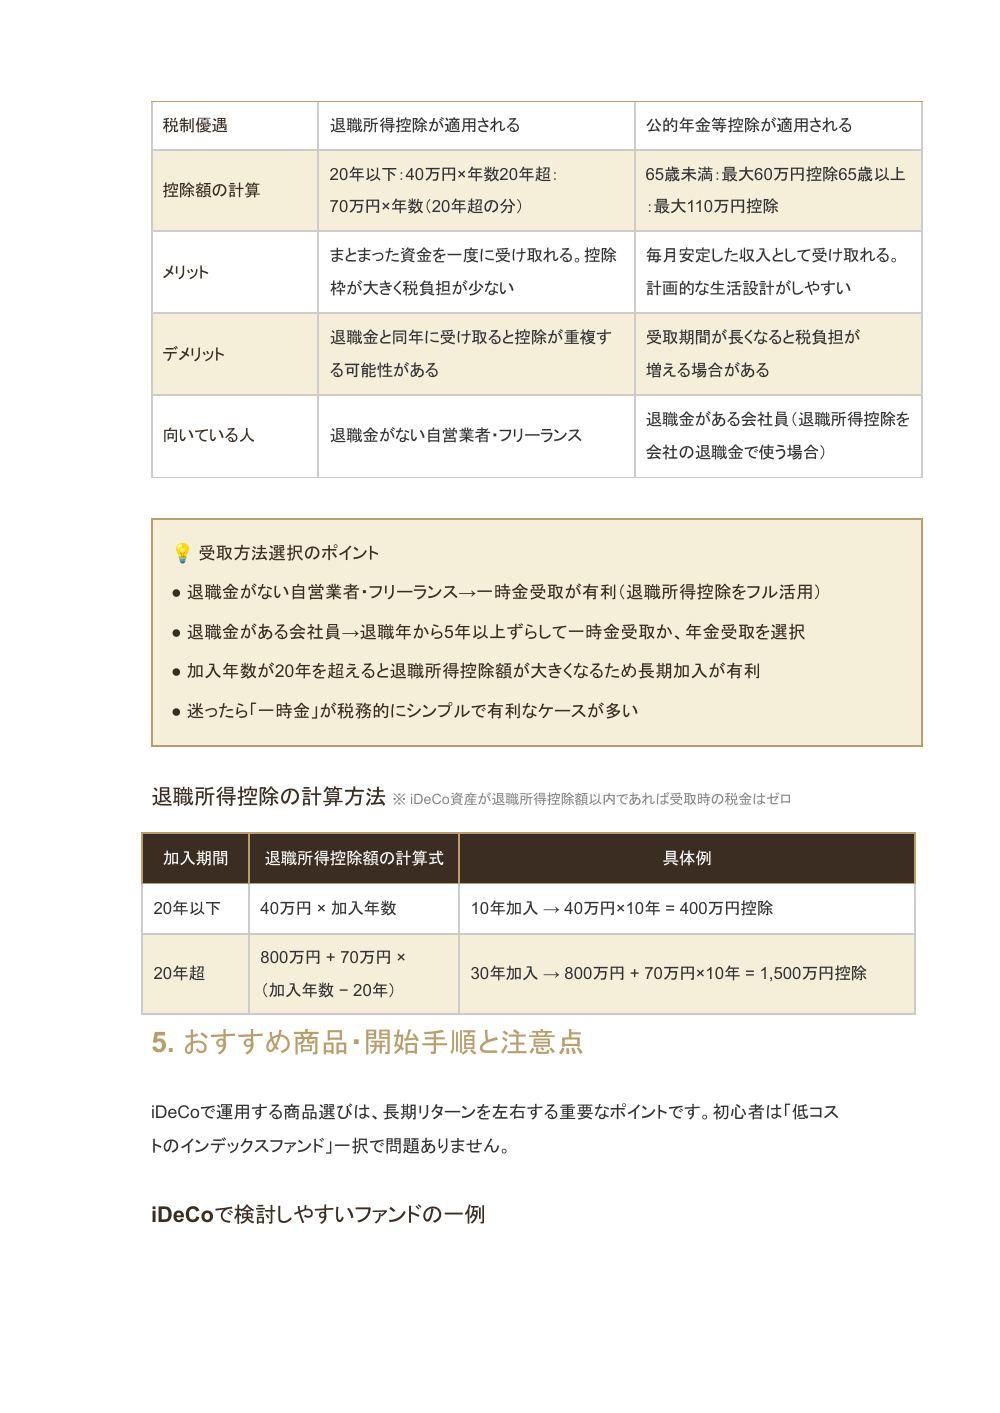 税制優遇 退職所得控除が適用される 公的年金等控除が適用される
控除額の計算 20年以下：40万円×年数20年超： 65歳未満：最大60万円控除65歳以上
70万円×年数（20年超の分） ：最大110万円控除
メリット まとまった資金を一度に受け取れる。控除 毎月安定した収入として受け取れる。
枠が大きく税負担が少ない 計画的な生活設計がしやすい
デメリット 退職金と同年に受け取ると控除が重複す 受取期間が長くなると税負担が
る可能性がある 増える場合がある
向いている人 退職金がない自営業者・フリーランス 退職金がある会社員（退職所得控除を
会社の退職金で使う場合）
💡 受取方法選択のポイント
● 退職金がない自営業者・フリーランス→一時金受取が有利（退職所得控除をフル活用）
● 退職金がある会社員→退職年から5年以上ずらして一時金受取か、年金受取を選択
● 加入年数が20年を超えると退職所得控除額が大きくなるため長期加入が有利
● 迷ったら「一時金」が税務的にシンプルで有利なケースが多い
退職所得控除の計算方法 ※ iDeCo資産が退職所得控除額以内であれば受取時の税金はゼロ
加入期間 退職所得控除額の計算式 具体例
20年以下 40万円 × 加入年数 10年加入 → 40万円×10年 = 400万円控除
20年超 800万円 + 70万円 × 30年加入 → 800万円 + 70万円×10年 = 1,500万円控除
（加入年数 − 20年）
5. おすすめ商品・開始手順と注意点
iDeCoで運用する商品選びは、長期リターンを左右する重要なポイントです。初心者は「低コス
トのインデックスファンド」一択で問題ありません。
iDeCoで検討しやすいファンドの一例